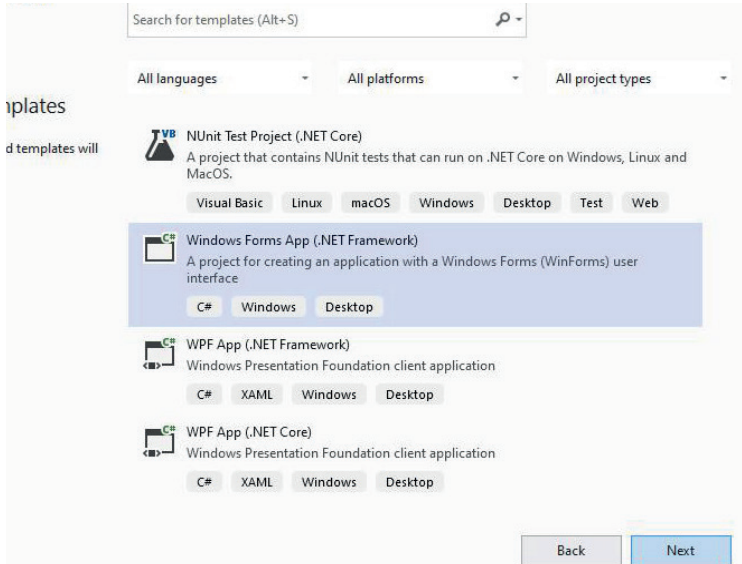 Search for templates (Alt+S)
All languages
All platforms
All project types
mplates
d templates will
VB
NUnit Test Project (.NET Core)
A project that contains NUnit tests that can run on .NET Core on Windows, Linux and
MacOS.
Visual Basic Linux macOS Windows Desktop Test Web
C#
Windows Forms App (.NET Framework)
A project for creating an application with a Windows Forms (WinForms) user
interface
C# Windows Desktop
C#
WPF App (.NET Framework)
Windows Presentation Foundation client application
C# XAML Windows Desktop
C#
WPF App (.NET Core)
Windows Presentation Foundation client application
C# XAML Windows Desktop
Back
Next